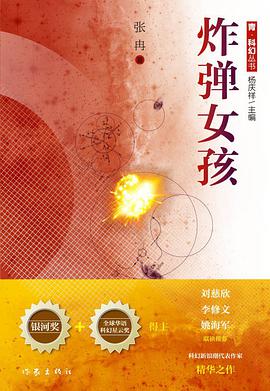 青·科幻丛书
杨庆祥／主编
张 冉 著
炸弹女孩
刘慈欣
李修文
姚海军
联袂推荐
银河奖
+
全球华语
科幻星云奖
得主
科幻新浪潮代表作家
精华之作
作家出版社